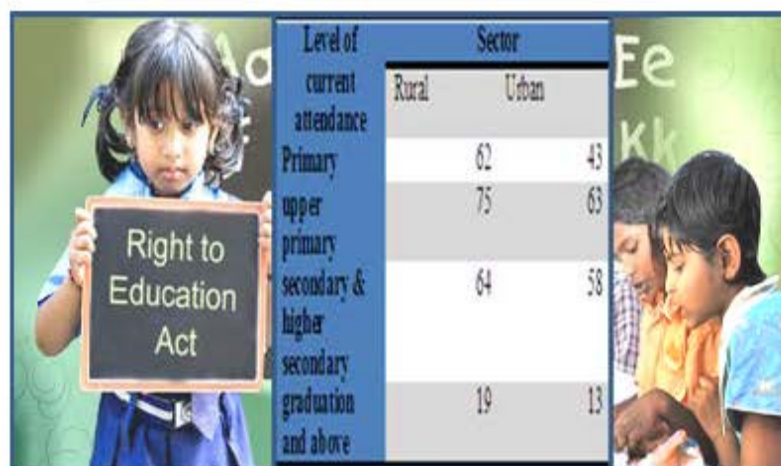 Right to
Education
Act
Level of
current
attendance
Sector
Rural Urban
Primary 62 43
upper
primary 75 63
secondary &
higher
secondary 64 58
graduation
and above 19 13
Ee
Kk